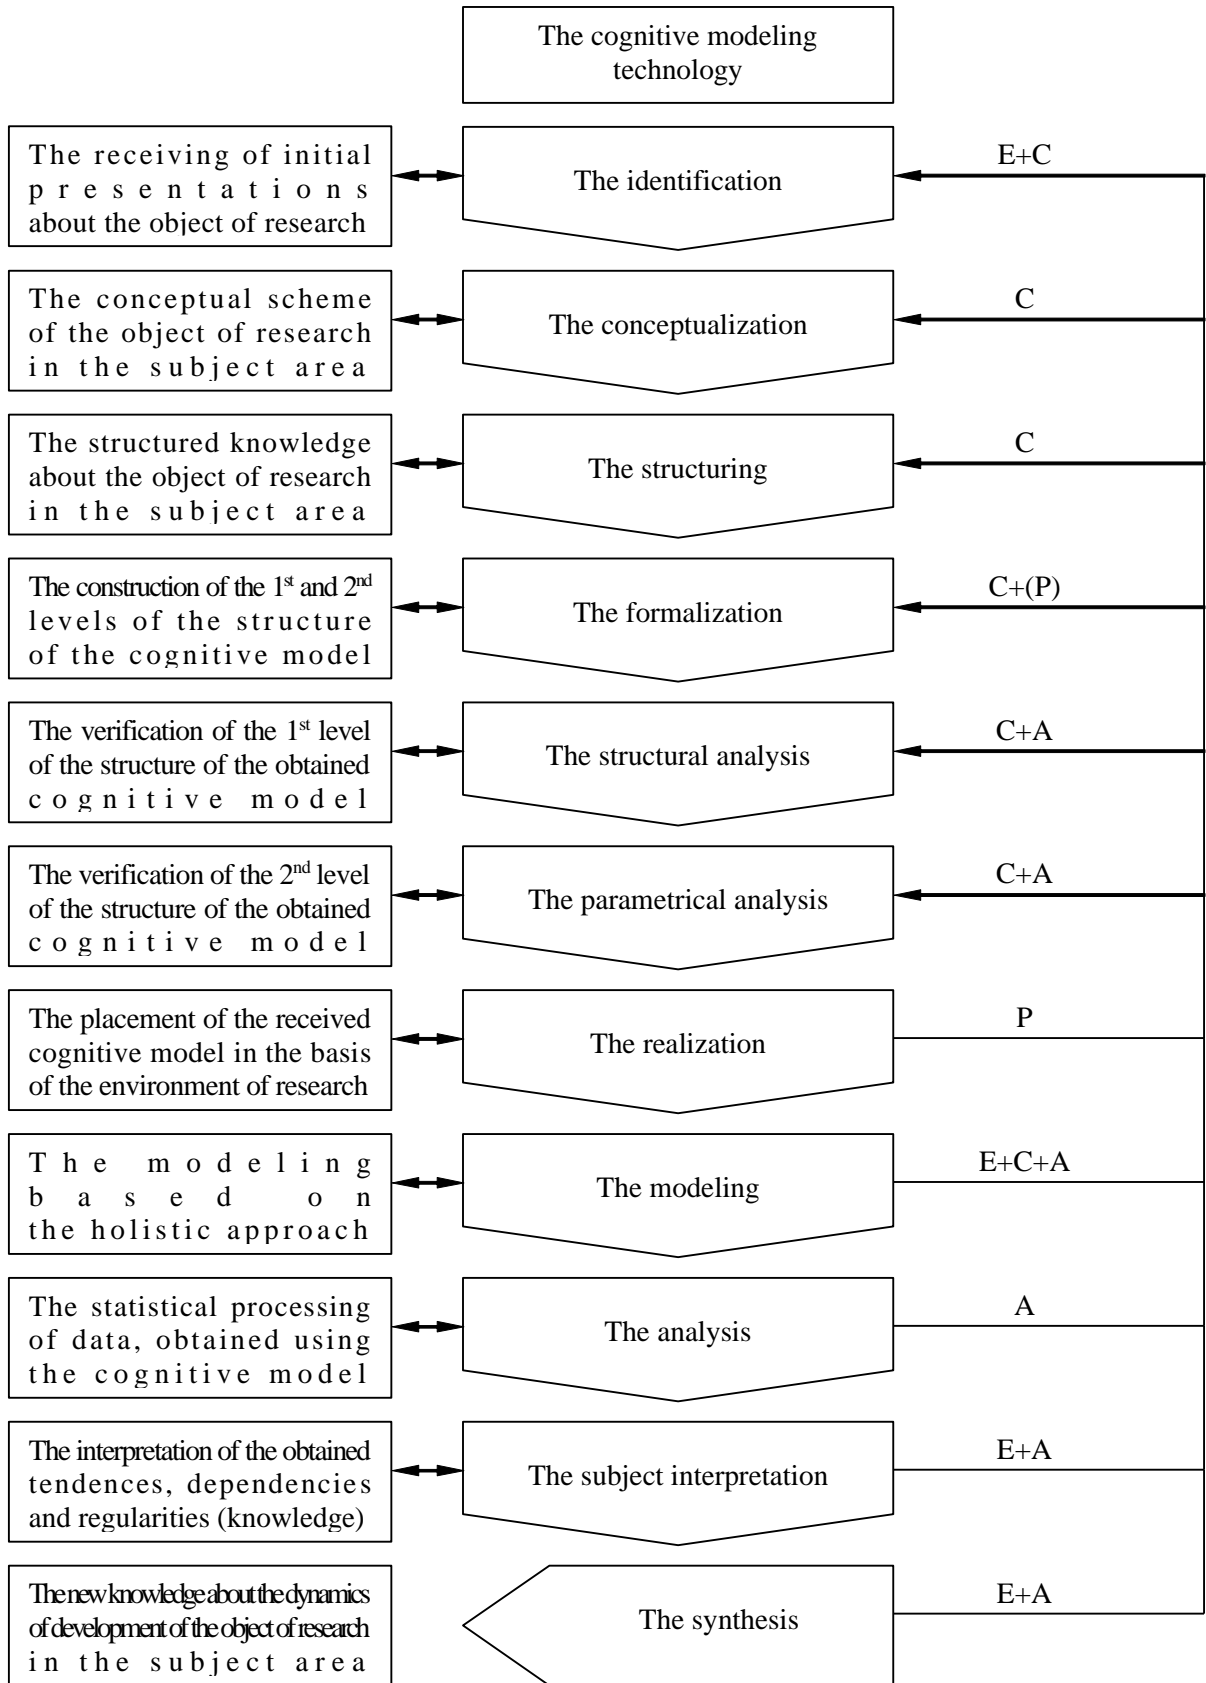 The cognitive modeling
technology
The receiving of initial
presentations
about the object of research
The identification
E+C
The conceptual scheme
of the object of research
in the subject area
The conceptualization
C
The structured knowledge
about the object of research
in the subject area
The structuring
C
The construction of the 1st and 2nd
levels of the structure
of the cognitive model
The formalization
C+(P)
The verification of the 1st level
of the structure of the obtained
cognitive model
The structural analysis
C+A
The verification of the 2nd level
of the structure of the obtained
cognitive model
The parametrical analysis
C+A
The placement of the received
cognitive model in the basis
of the environment of research
The realization
P
The modeling
based on
the holistic approach
The modeling
E+C+A
The statistical processing
of data, obtained using
the cognitive model
The analysis
A
The interpretation of the obtained
tendences, dependencies
and regularities (knowledge)
The subject interpretation
E+A
The new knowledge about the dynamics
of development of the object of research
in the subject area
The synthesis
E+A